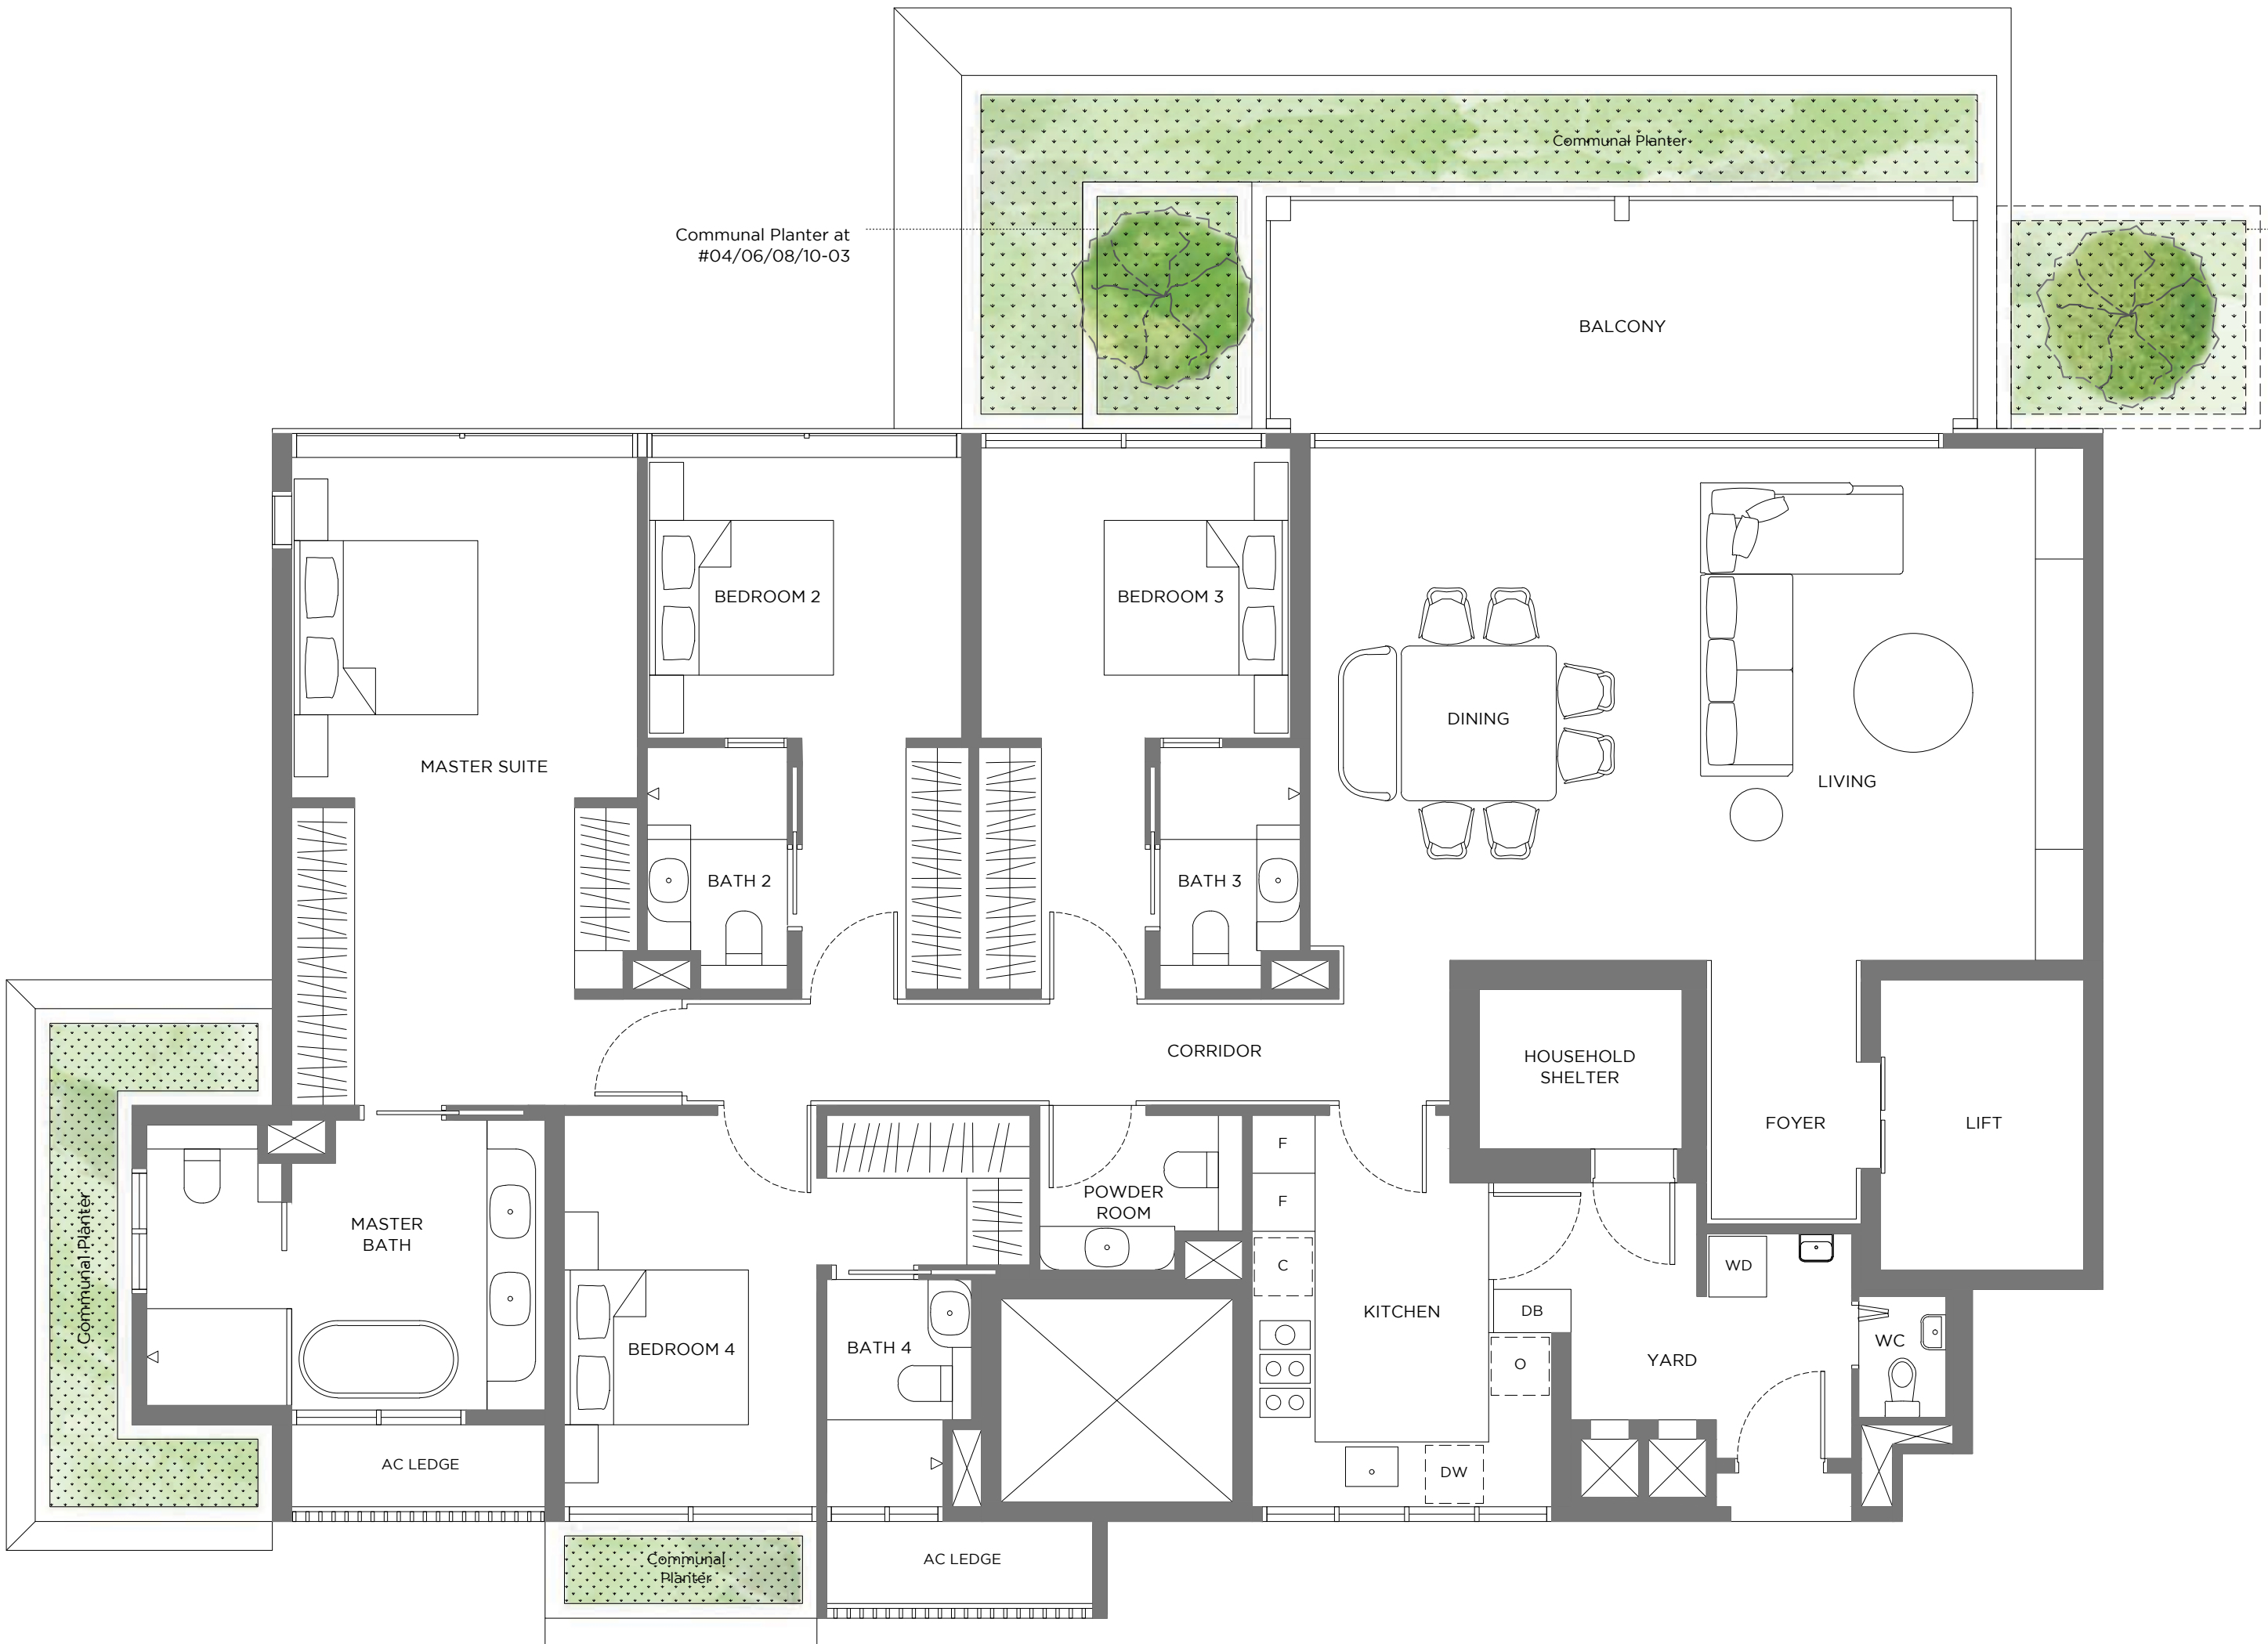 Communal Planter
Communal Planter at
#04/06/08/10-03
BALCONY
BEDROOM 2
BEDROOM 3
DINING
MASTER SUITE
LIVING
BATH 2
BATH 3
CORRIDOR
HOUSEHOLD
SHELTER
FOYER
LIFT
F
F
C
POWDER
ROOM
MASTER
BATH
Communal Planter
WD
KITCHEN
DB
O
WC
BEDROOM 4
BATH 4
YARD
AC LEDGE
DW
Communal
Planter
AC LEDGE